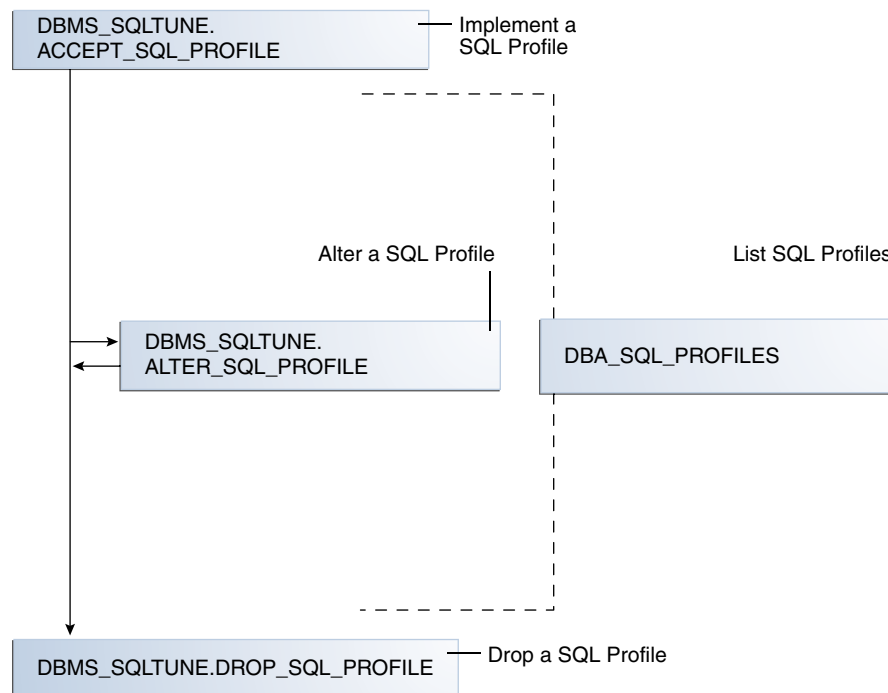 DBMS_SQLTUNE.
ACCEPT_SQL_PROFILE
Implement a
SQL Profile
Alter a SQL Profile
List SQL Profiles
DBMS_SQLTUNE.
ALTER_SQL_PROFILE
DBA_SQL_PROFILES
DBMS_SQLTUNE.DROP_SQL_PROFILE
Drop a SQL Profile